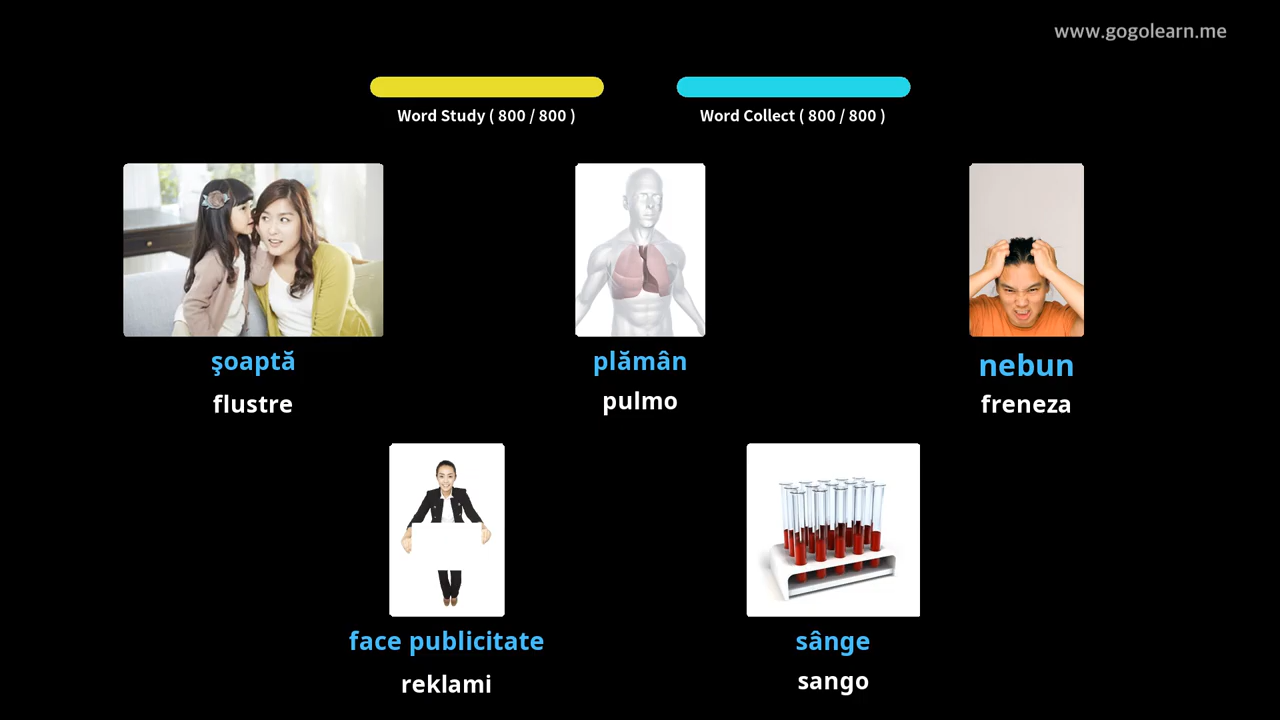 www.gogolearn.me
Word Study ( 800 / 800 )
Word Collect ( 800 / 800 )
şoaptă
flustre
plămân
pulmo
nebun
freneza
face publicitate
reklami
sânge
sango